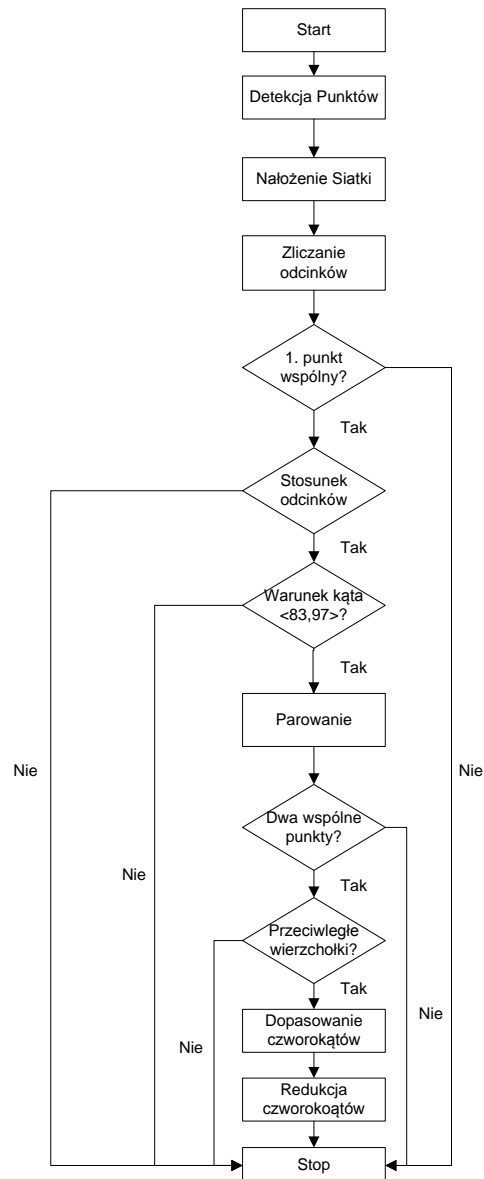 Start
Detekcja Punktów
Nałożenie Siatki
Zliczanie
odcinków
1. punkt
wspólny?
Tak
Stosunek
odcinków
Tak
Warunek kąta
<83,97>?
Tak
Parowanie
Nie
Nie
Dwa wspólne
punkty?
Nie
Tak
Przeciwległe
wierzchołki?
Tak
Nie
Dopasowanie
czworokątów
Nie
Redukcja
czworokoątów
Stop